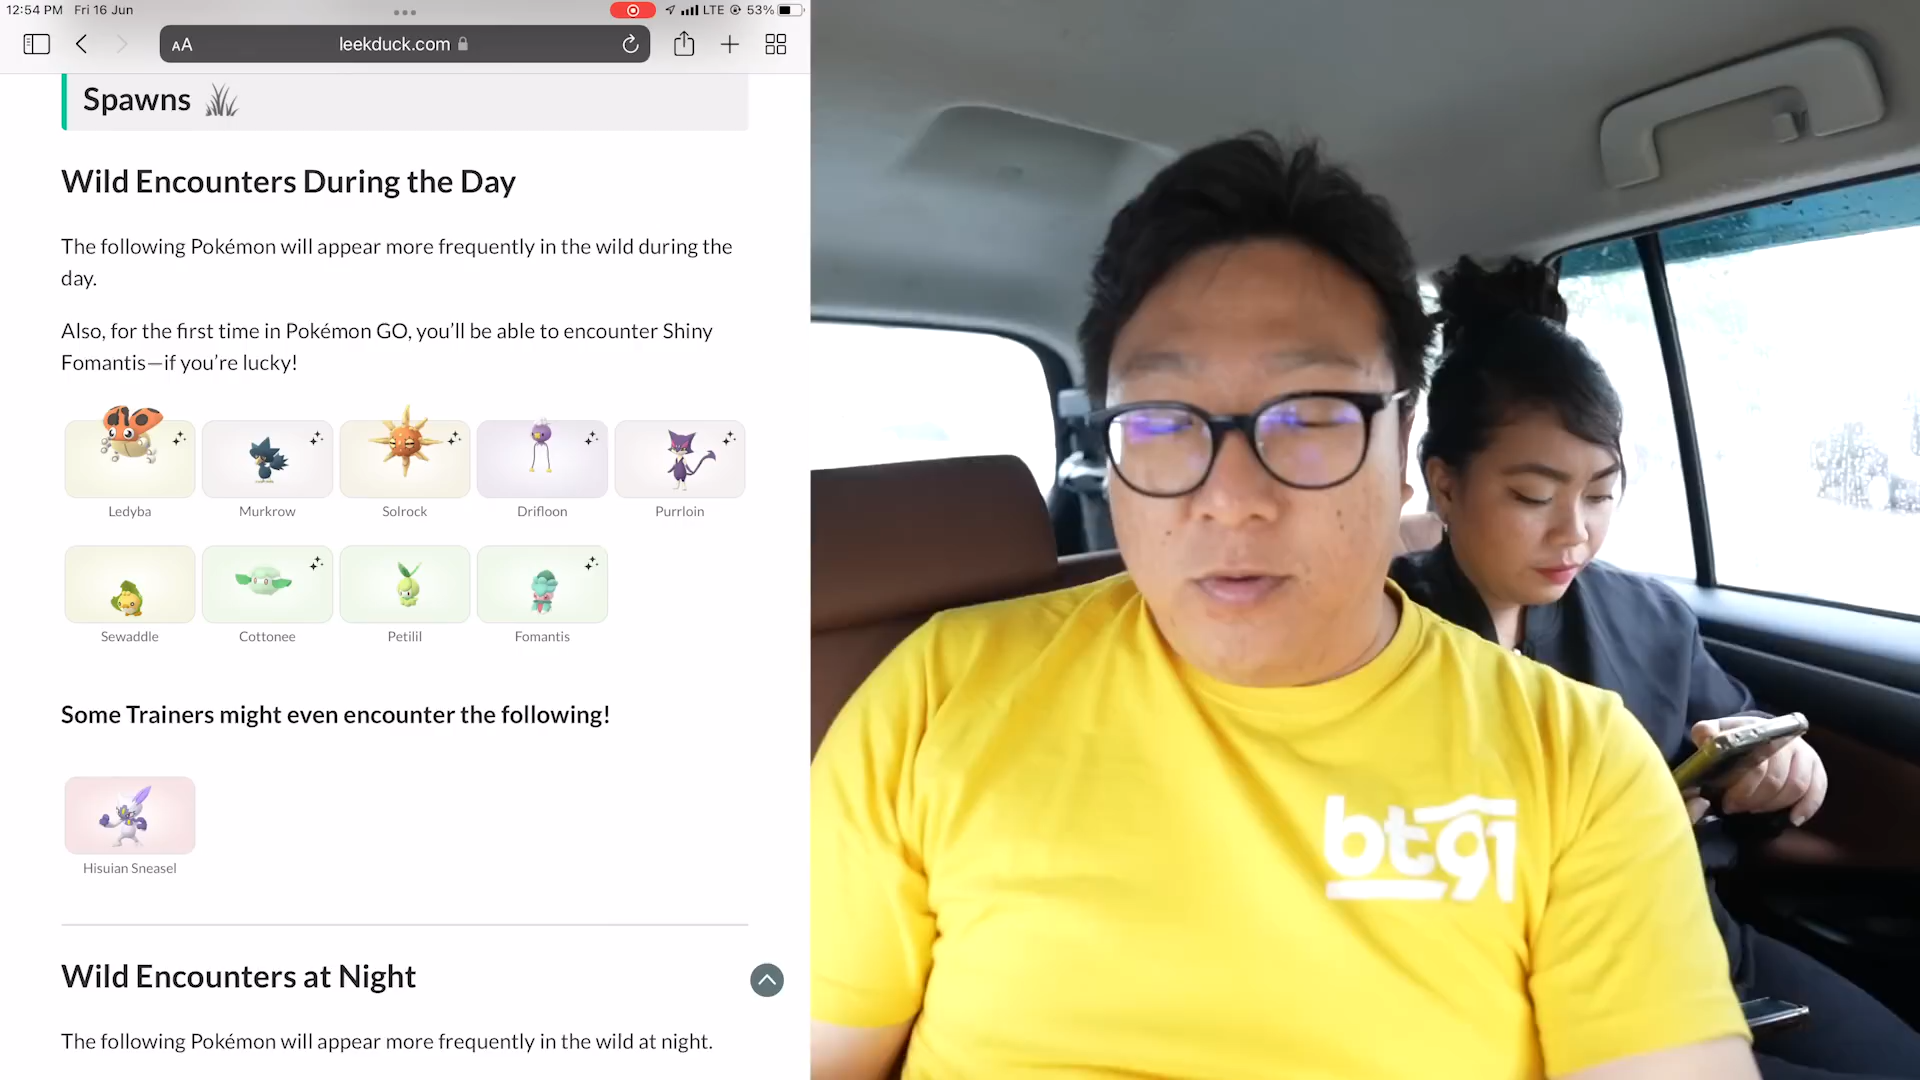 12:54 PM Fri 16 Jun
LTE 53%
AA leekduck.com
Spawns
Wild Encounters During the Day
The following Pokémon will appear more frequently in the wild during the
day.
Also, for the first time in Pokémon GO, you’ll be able to encounter Shiny
Fomantis—if you’re lucky!
Ledyba Murkrow Solrock Drifloon Purrloin
Sewaddle Cottonee Petilil Fomantis
Some Trainers might even encounter the following!
Hisuian Sneasel
Wild Encounters at Night
The following Pokémon will appear more frequently in the wild at night.
bt91